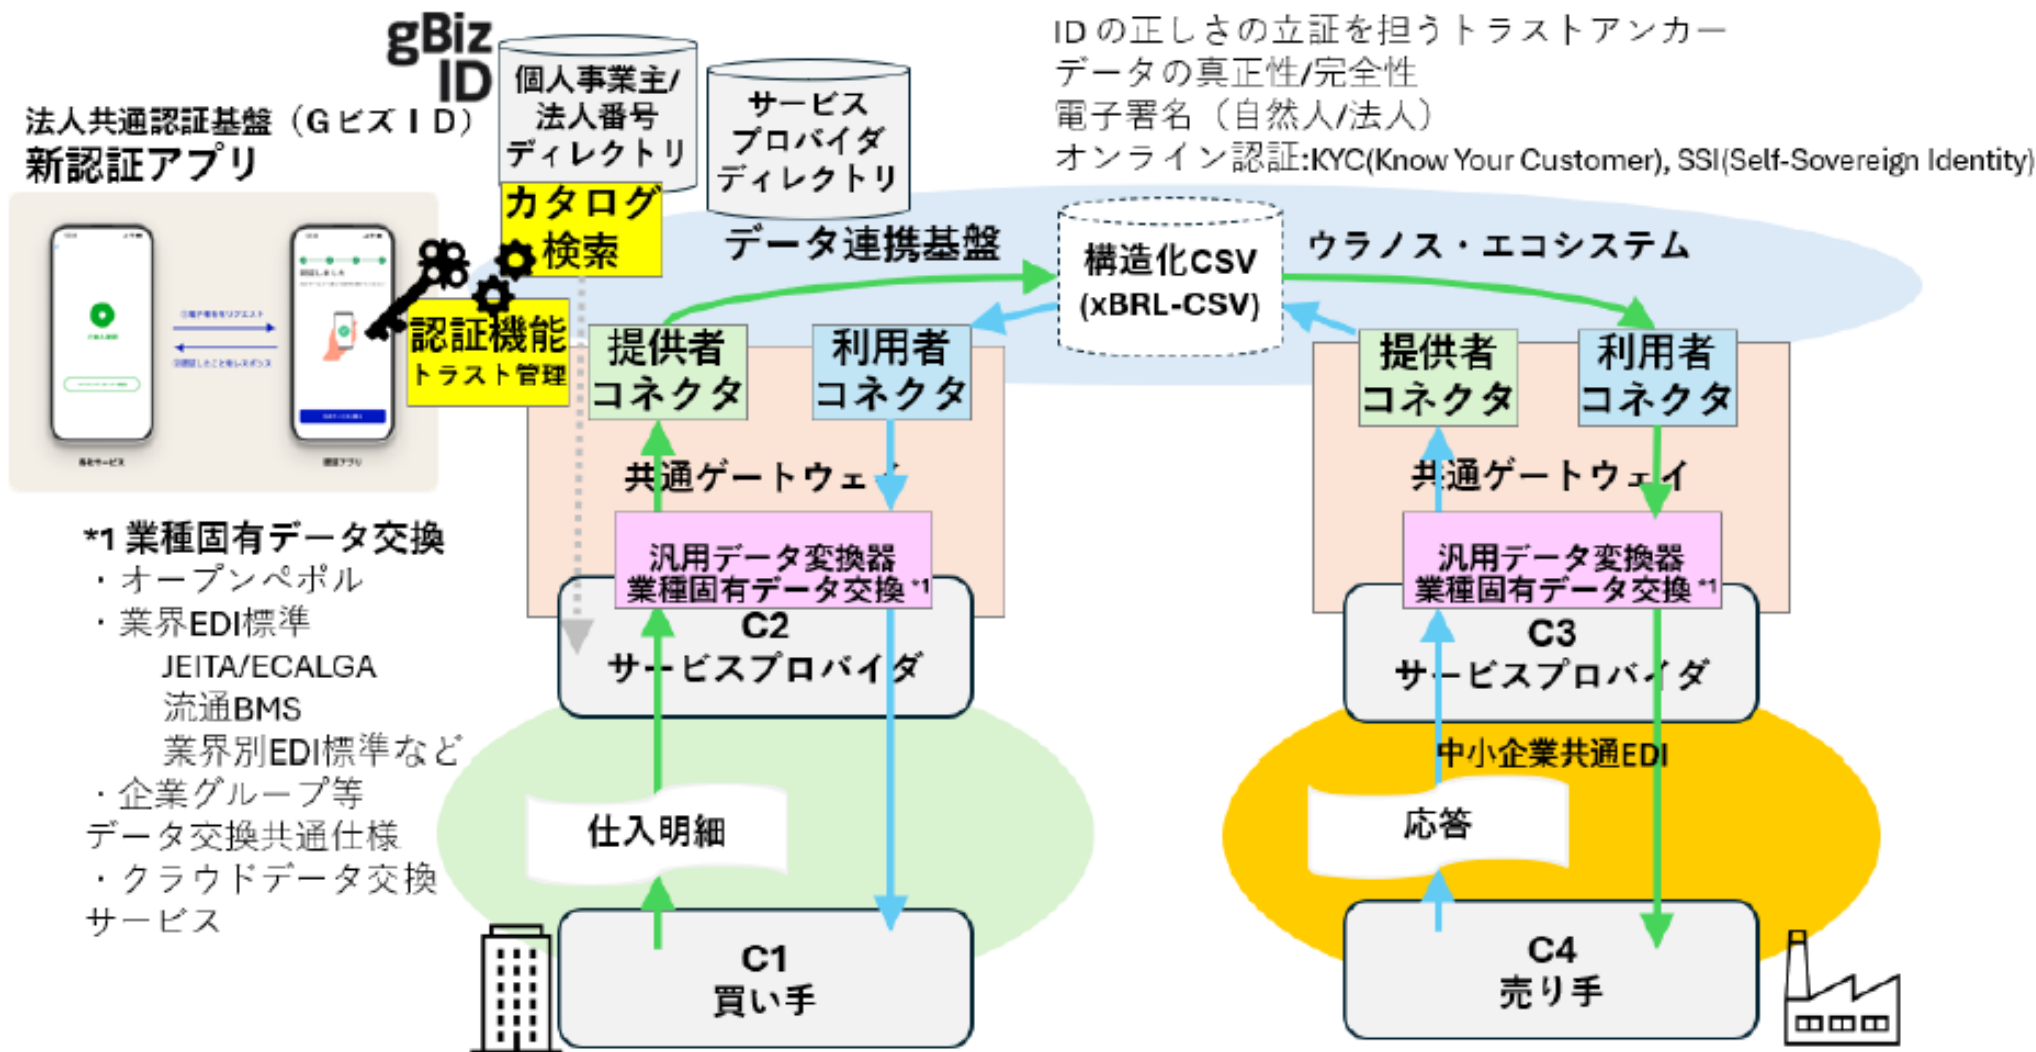 gBiz
ID
個人事業主/
法人番号
ディレクトリ
サービス
プロバイダ
ディレクトリ
ID の正しさの立証を担うトラストアンカー
データの真正性/完全性
電子署名（自然人/法人）
オンライン認証:KYC(Know Your Customer), SSI(Self-Sovereign Identity)
法人共通認証基盤（GビズＩＤ）
新認証アプリ
各社サービス
認証アプリ
カタログ
検索
認証機能
トラスト管理
データ連携基盤
構造化CSV
(xBRL-CSV)
ウラノス・エコシステム
提供者
コネクタ
利用者
コネクタ
提供者
コネクタ
利用者
コネクタ
共通ゲートウェイ
共通ゲートウェイ
汎用データ変換器
業種固有データ交換 *1
汎用データ変換器
業種固有データ交換 *1
C2
サービスプロバイダ
C3
サービスプロバイダ
*1 業種固有データ交換
・オープンペポル
・業界EDI標準
JEITA/ECALGA
流通BMS
業界別EDI標準など
・企業グループ等
データ交換共通仕様
・クラウドデータ交換
サービス
仕入明細
中小企業共通EDI
応答
C1
買い手
C4
売り手